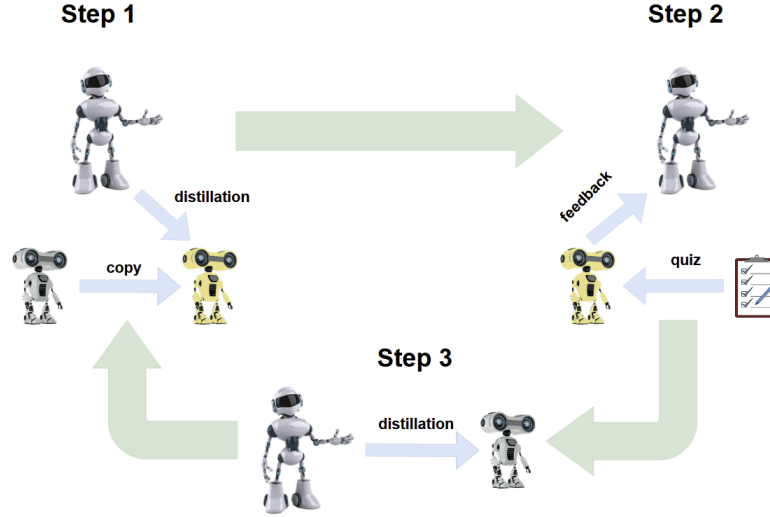 Step 1
Step 2
distillation
feedback
copy
quiz
Step 3
distillation